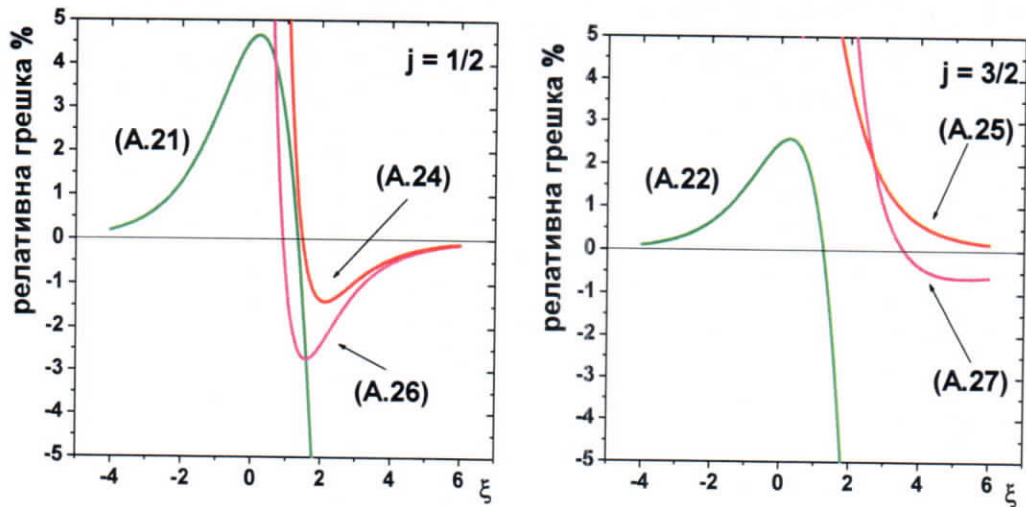 релативна грешка %
5
4
3
2
1
0
-1
-2
-3
-4
-5
-4 -2 0 2 4 6 ξ
j = 1/2
(A.21)
(A.24)
(A.26)
релативна грешка %
5
4
3
2
1
0
-1
-2
-3
-4
-5
-4 -2 0 2 4 6 ξ
j = 3/2
(A.25)
(A.22)
(A.27)